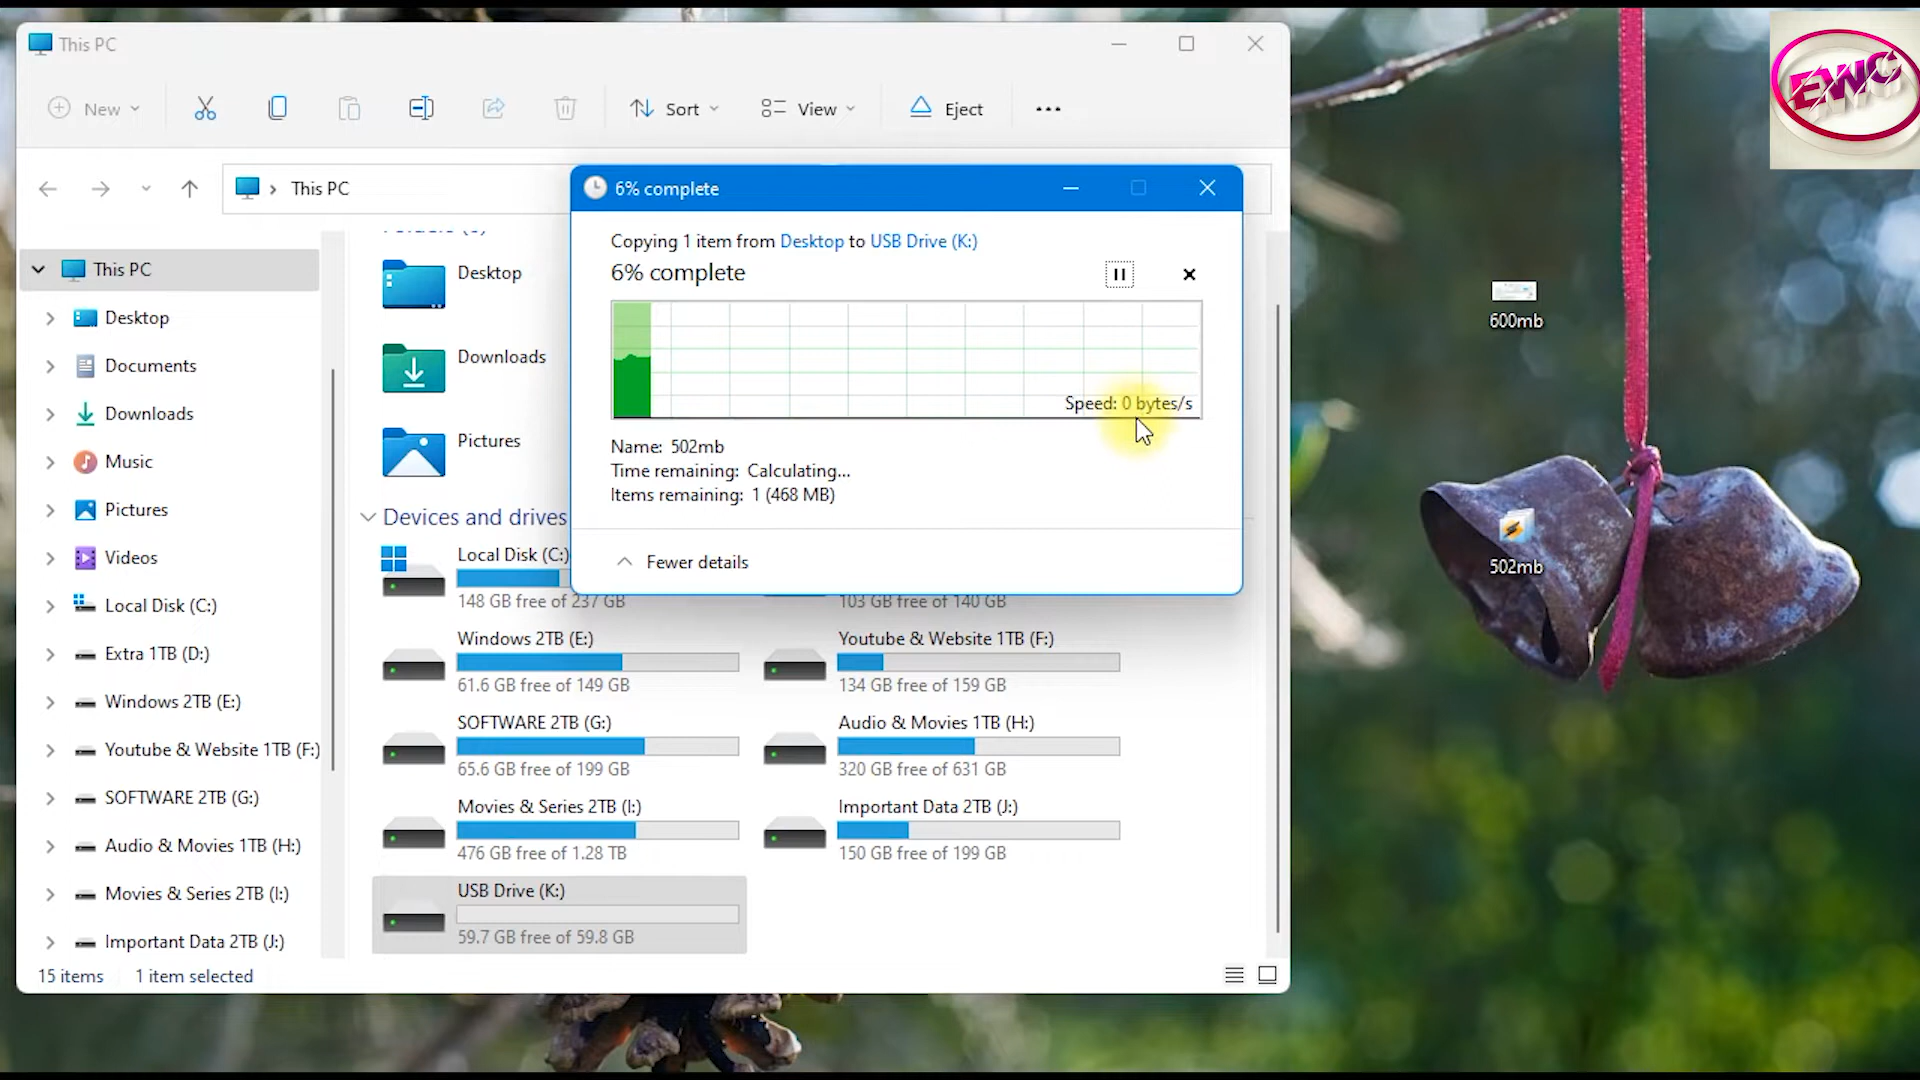 This PC
New
Sort
View
Eject
This PC
6% complete
Copying 1 item from Desktop to USB Drive (K:)
6% complete
Speed: 0 bytes/s
Name: 502mb
Time remaining: Calculating...
Items remaining: 1 (468 MB)
Fewer details
This PC
Desktop
Documents
Downloads
Music
Pictures
Videos
Local Disk (C:)
Extra 1TB (D:)
Windows 2TB (E:)
Youtube & Website 1TB (F:)
SOFTWARE 2TB (G:)
Audio & Movies 1TB (H:)
Movies & Series 2TB (I:)
Important Data 2TB (J:)
Desktop
Downloads
Pictures
Devices and drives
Local Disk (C:)
148 GB free of 237 GB
103 GB free of 140 GB
Windows 2TB (E:)
61.6 GB free of 149 GB
Youtube & Website 1TB (F:)
134 GB free of 159 GB
SOFTWARE 2TB (G:)
65.6 GB free of 199 GB
Audio & Movies 1TB (H:)
320 GB free of 631 GB
Movies & Series 2TB (I:)
476 GB free of 1.28 TB
Important Data 2TB (J:)
150 GB free of 199 GB
USB Drive (K:)
59.7 GB free of 59.8 GB
15 items
1 item selected
600mb
502mb
EWC